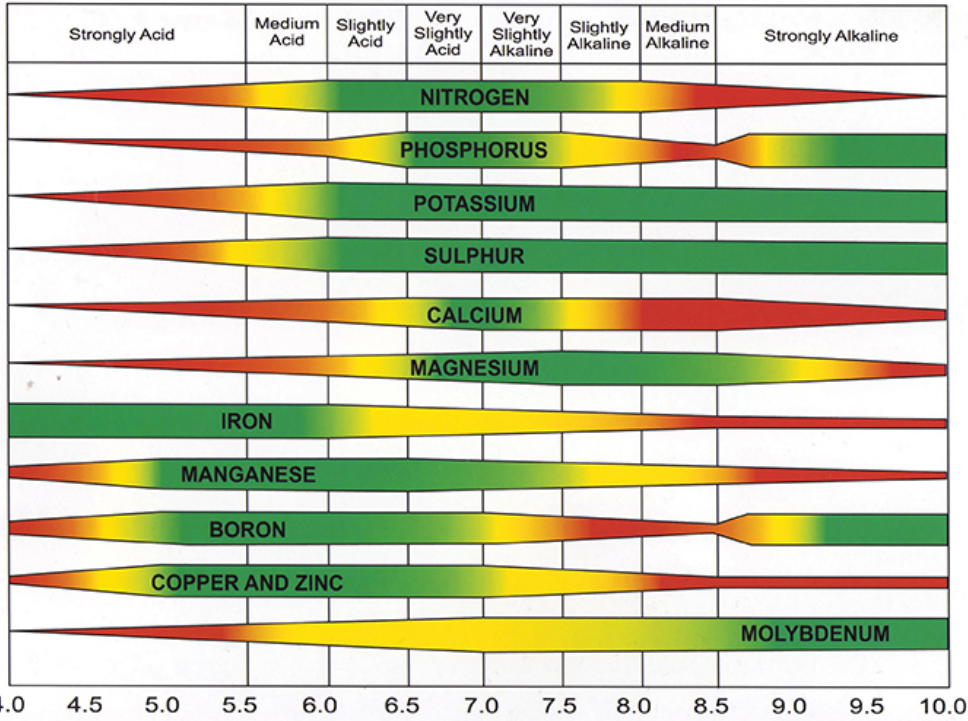 Strongly Acid
Medium
Acid
Slightly
Acid
Very
Slightly
Acid
Very
Slightly
Alkaline
Slightly
Alkaline
Medium
Alkaline
Strongly Alkaline
NITROGEN
PHOSPHORUS
POTASSIUM
SULPHUR
CALCIUM
MAGNESIUM
IRON
MANGANESE
BORON
COPPER AND ZINC
MOLYBDENUM
4.0 4.5 5.0 5.5 6.0 6.5 7.0 7.5 8.0 8.5 9.0 9.5 10.0